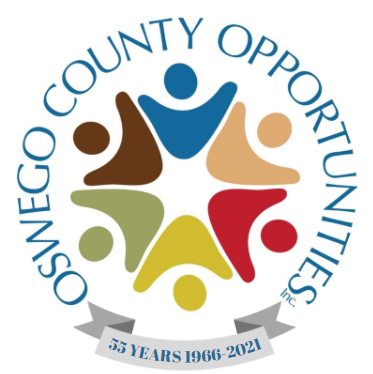 OSWEGO COUNTY OPPORTUNITIES
Inc.
55 YEARS 1966-2021